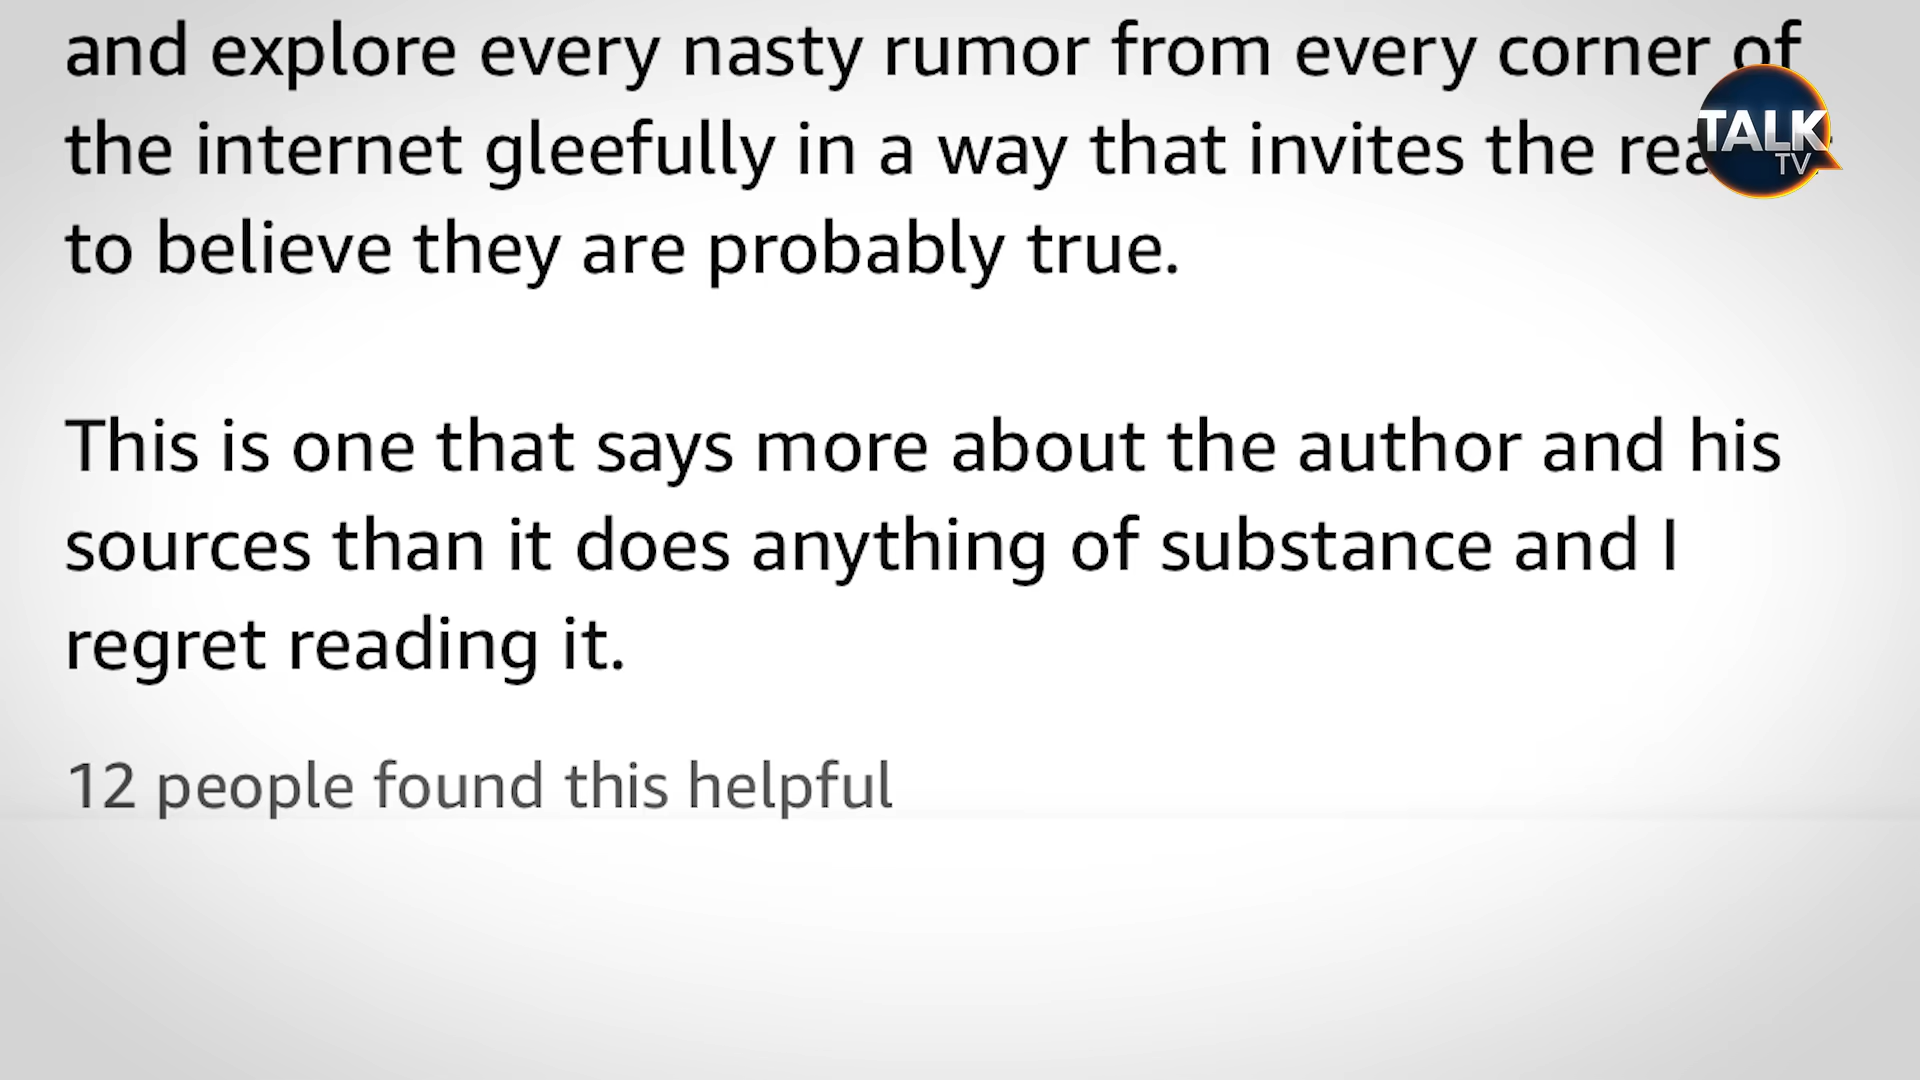 and explore every nasty rumor from every corner of
the internet gleefully in a way that invites the
to believe they are probably true.
This is one that says more about the author and his
sources than it does anything of substance and I
regret reading it.
12 people found this helpful
TALK
TV